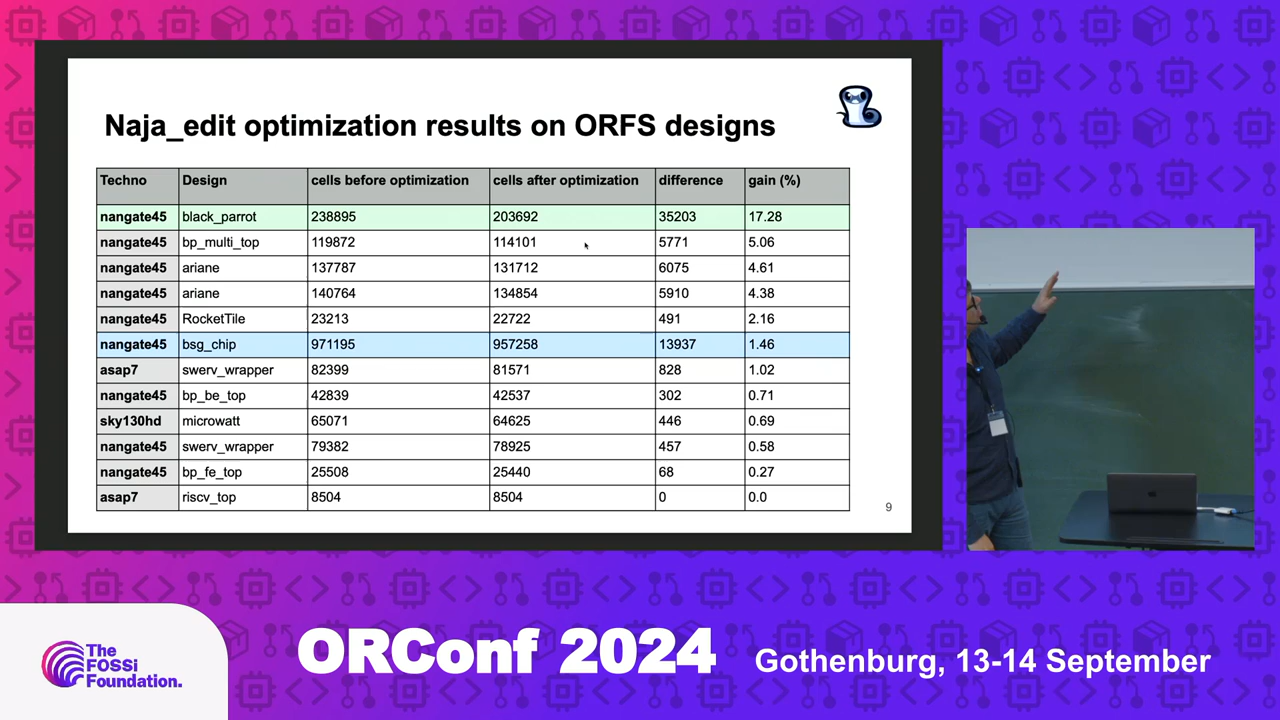 Naja_edit optimization results on ORFS designs
Techno Design cells before optimization cells after optimization difference gain (%)
nangate45 black_parrot 238895 203692 35203 17.28
nangate45 bp_multi_top 119872 114101 5771 5.06
nangate45 ariane 137787 131712 6075 4.61
nangate45 ariane 140764 134854 5910 4.38
nangate45 RocketTile 23213 22722 491 2.16
nangate45 bsg_chip 971195 957258 13937 1.46
asap7 swerv_wrapper 82399 81571 828 1.02
nangate45 bp_be_top 42839 42537 302 0.71
sky130hd microwatt 65071 64625 446 0.69
nangate45 swerv_wrapper 79382 78925 457 0.58
nangate45 bp_fe_top 25508 25440 68 0.27
asap7 riscv_top 8504 8504 0 0.0
9
The
FOSSi
Foundation.
ORConf 2024
Gothenburg, 13-14 September